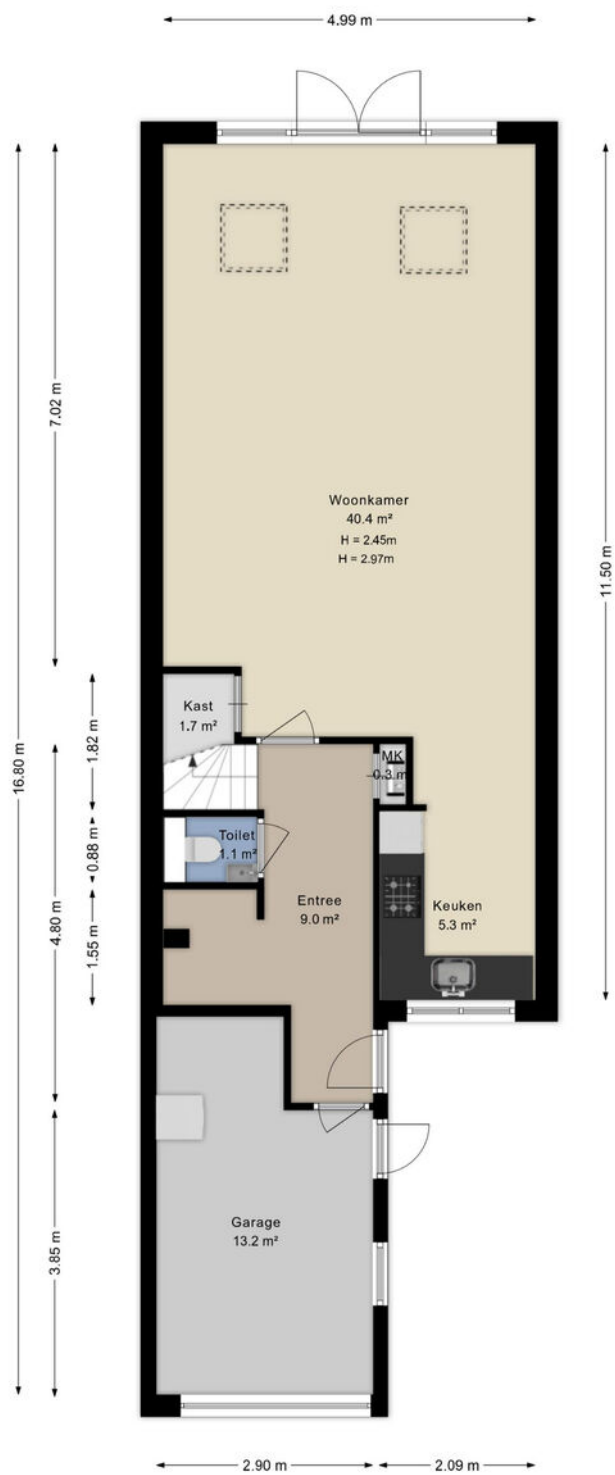 4.99 m
7.02 m
16.80 m
11.50 m
Woonkamer
40.4 m²
H = 2.45m
H = 2.97m
Kast
1.7 m²
1.82 m
MK
0.3 m
Toilet
1.1 m²
0.88 m
4.80 m
1.55 m
Entree
9.0 m²
Keuken
5.3 m²
Garage
13.2 m²
3.85 m
2.90 m
2.09 m